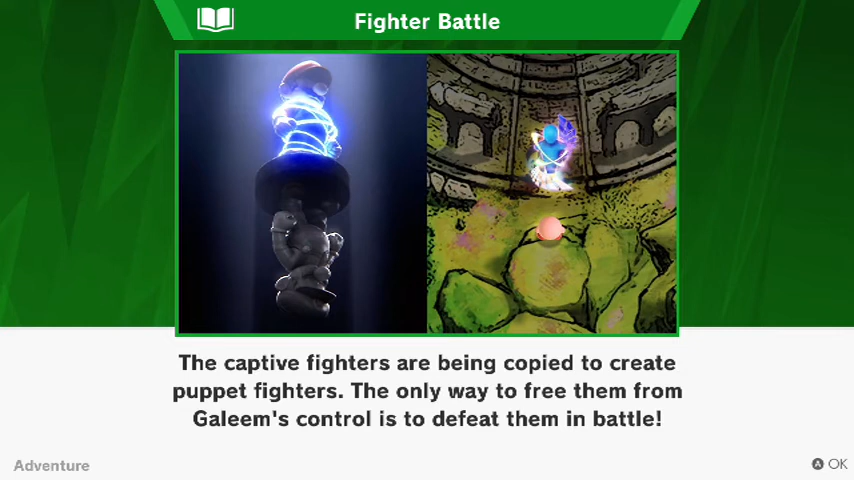 Fighter Battle
The captive fighters are being copied to create
puppet fighters. The only way to free them from
Galeem's control is to defeat them in battle!
Adventure
A OK